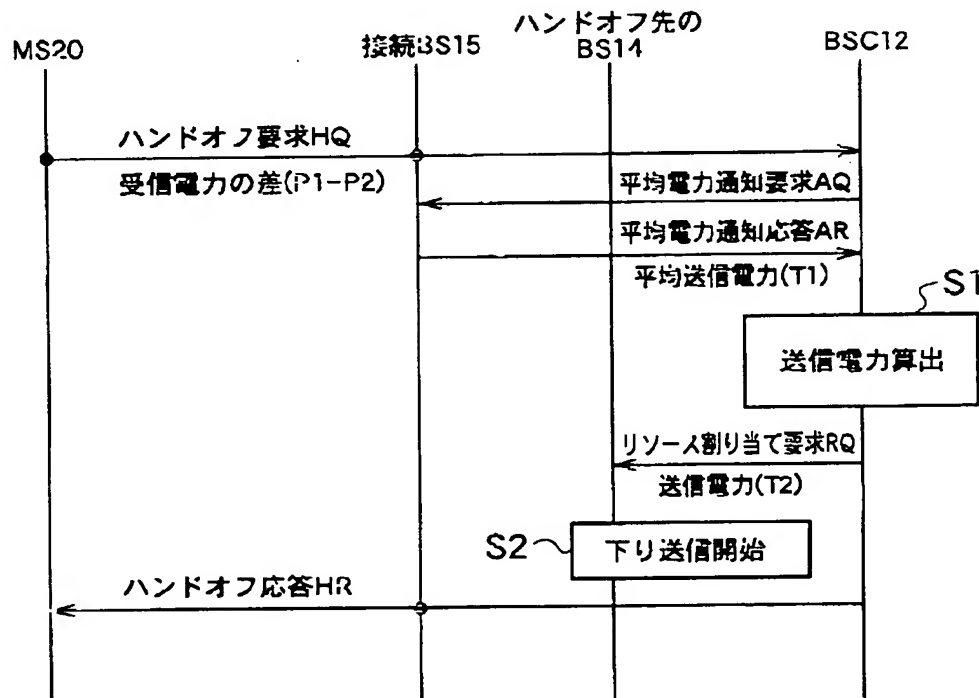 MS20
接続BS15
ハンドオフ先の
BS14
BSC12
ハンドオフ要求HQ
受信電力の差(P1-P2)
平均電力通知要求AQ
平均電力通知応答AR
平均送信電力(T1)
S1
送信電力算出
リソース割り当て要求RQ
送信電力(T2)
S2
下り送信開始
ハンドオフ応答HR